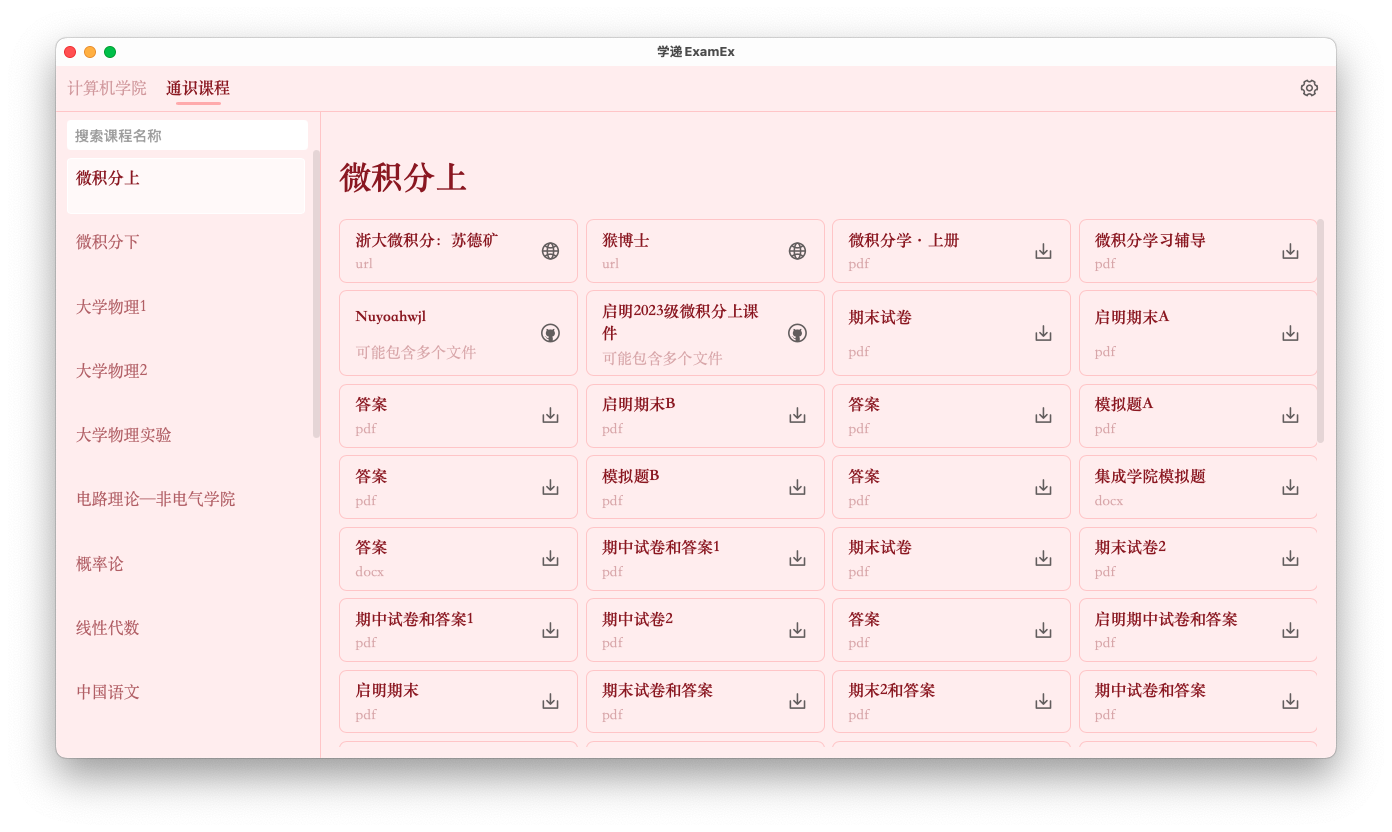 学递 ExamEx
计算机学院
通识课程
搜索课程名称
微积分上
微积分下
大学物理1
大学物理2
大学物理实验
电路理论—非电气学院
概率论
线性代数
中国语文
微积分上
浙大微积分：苏德矿
url
猴博士
url
微积分学·上册
pdf
微积分学习辅导
pdf
Nuyoahwjl
可能包含多个文件
启明2023级微积分上课
件
可能包含多个文件
期末试卷
pdf
启明期末A
pdf
答案
pdf
启明期末B
pdf
答案
pdf
模拟题A
pdf
答案
pdf
模拟题B
pdf
答案
pdf
集成学院模拟题
docx
答案
docx
期中试卷和答案1
pdf
期末试卷
pdf
期末试卷2
pdf
期中试卷和答案1
pdf
期中试卷2
pdf
答案
pdf
启明期中试卷和答案
pdf
启明期末
pdf
期末试卷和答案
pdf
期末2和答案
pdf
期中试卷和答案
pdf